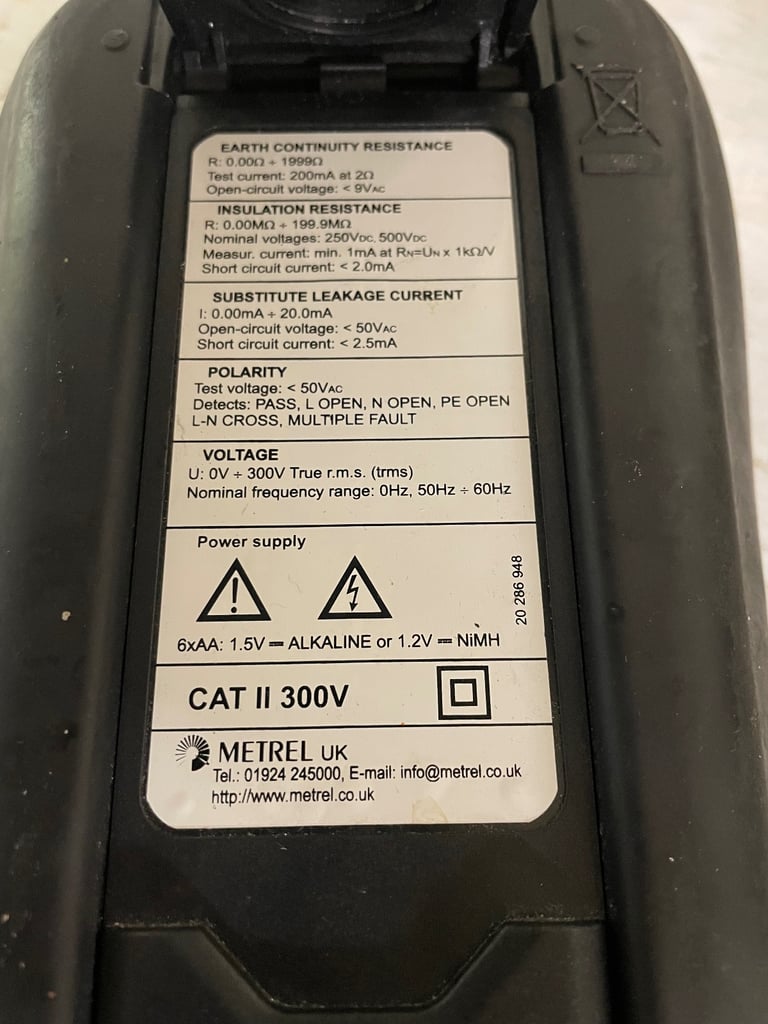 EARTH CONTINUITY RESISTANCE
R: 0.00Ω ÷ 1999Ω
Test current: 200mA at 2Ω
Open-circuit voltage: < 9VAC
INSULATION RESISTANCE
R: 0.00MΩ ÷ 199.9MΩ
Nominal voltages: 250VDC, 500VDC
Measur. current: min. 1mA at RN=UN x 1kΩ/V
Short circuit current: < 2.0mA
SUBSTITUTE LEAKAGE CURRENT
I: 0.00mA ÷ 20.0mA
Open-circuit voltage: < 50VAC
Short circuit current: < 2.5mA
POLARITY
Test voltage: < 50VAC
Detects: PASS, L OPEN, N OPEN, PE OPEN
L-N CROSS, MULTIPLE FAULT
VOLTAGE
U: 0V ÷ 300V True r.m.s. (trms)
Nominal frequency range: 0Hz, 50Hz ÷ 60Hz
Power supply
20 286 948
6xAA: 1.5V ⎓ ALKALINE or 1.2V ⎓ NiMH
CAT II 300V
METREL UK
Tel.: 01924 245000, E-mail: info@metrel.co.uk
http://www.metrel.co.uk